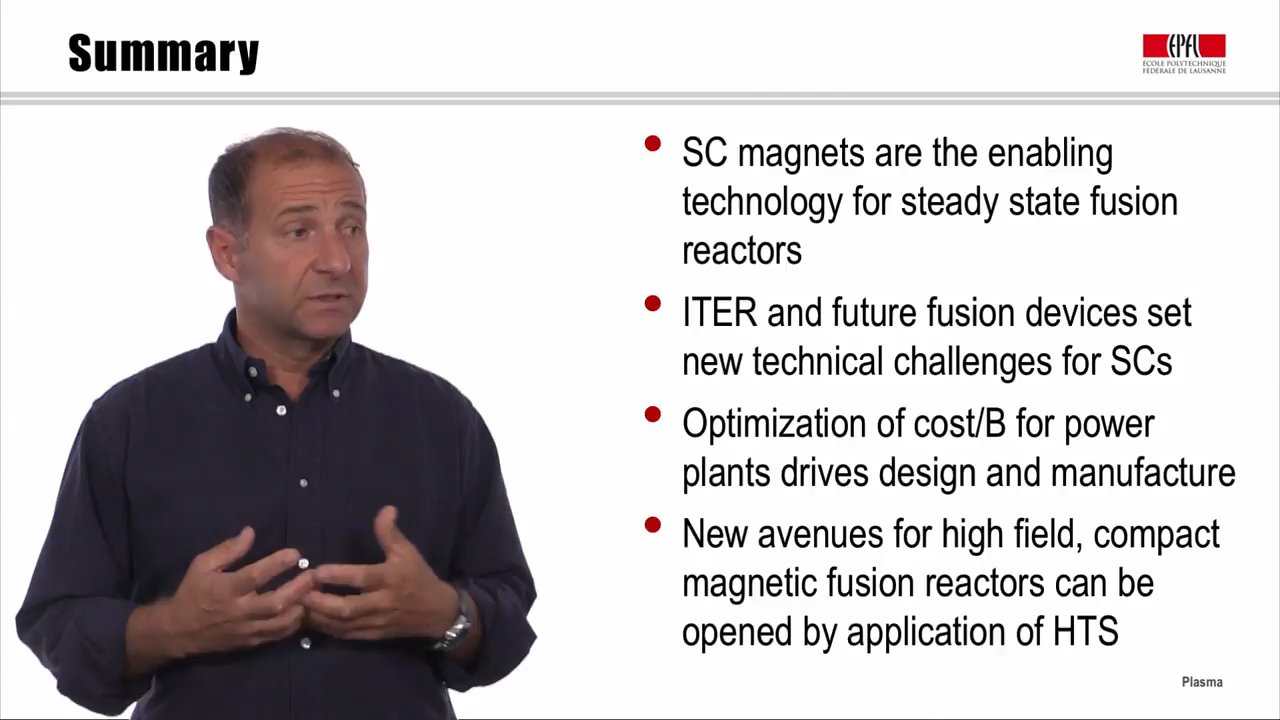 Summary
EPFL
ÉCOLE POLYTECHNIQUE
FÉDÉRALE DE LAUSANNE
• SC magnets are the enabling
technology for steady state fusion
reactors
• ITER and future fusion devices set
new technical challenges for SCs
• Optimization of cost/B for power
plants drives design and manufacture
• New avenues for high field, compact
magnetic fusion reactors can be
opened by application of HTS
Plasma